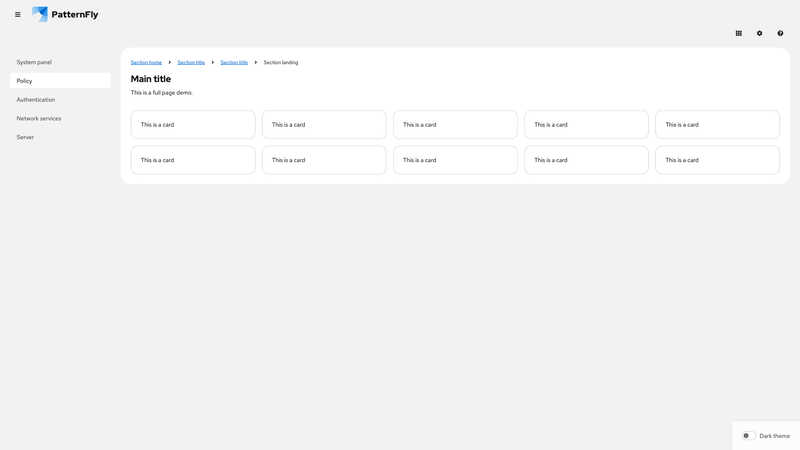 PatternFly
System panel
Policy
Authentication
Network services
Server
Section home
Section title
Section title
Section landing
Main title
This is a full page demo.
This is a card
This is a card
This is a card
This is a card
This is a card
This is a card
This is a card
This is a card
This is a card
This is a card
Dark theme